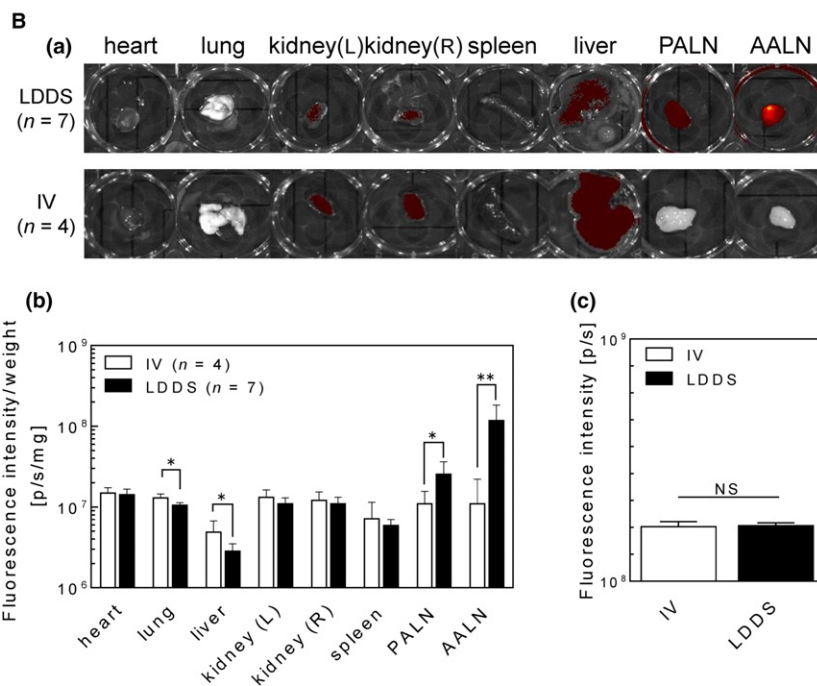 B
(a) heart lung kidney(L) kidney(R) spleen liver PALN AALN
LDDS
(n = 7)
IV
(n = 4)
(b)
Fluorescence intensity/weight
[p/s/mg]
10⁹
10⁸
10⁷
10⁶
IV (n = 4)
LDDS (n = 7)
*
*
*
**
heart lung liver kidney (L) kidney (R) spleen PALN AALN
(c)
Fluorescence intensity [p/s]
10⁹
10⁸
IV
LDDS
NS
IV LDDS